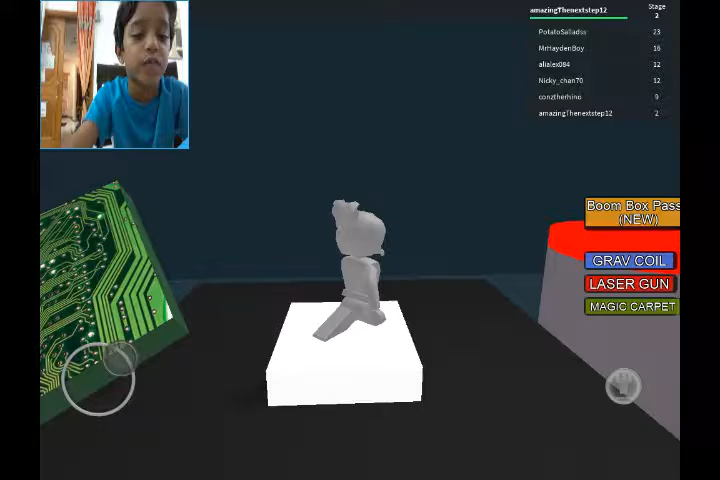 amazingThenextstep12 Stage
2
PotatoSalladss 23
MrHaydenBoy 16
alialex084 12
Nicky_chan70 12
conztherhino 9
amazingThenextstep12 2
Boom Box Pass
(NEW)
GRAV COIL
LASER GUN
MAGIC CARPET